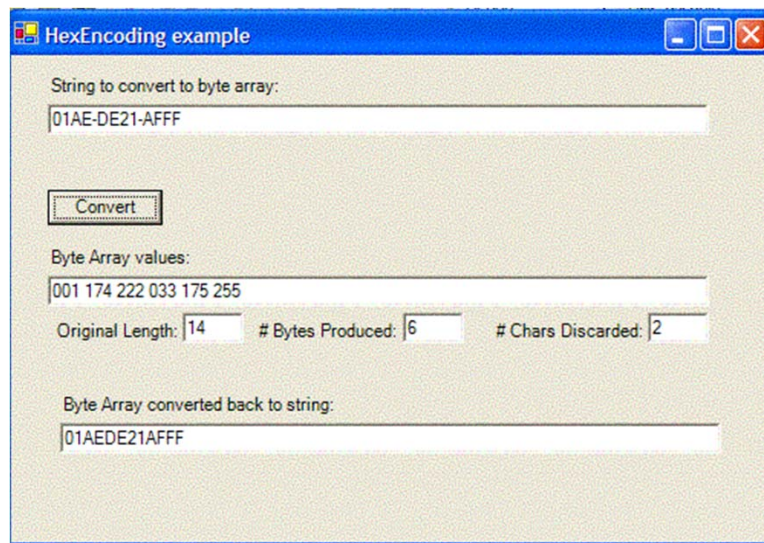 HexEncoding example
String to convert to byte array:
01AE-DE21-AFFF
Convert
Byte Array values:
001 174 222 033 175 255
Original Length: 14 # Bytes Produced: 6 # Chars Discarded: 2
Byte Array converted back to string:
01AEDE21AFFF